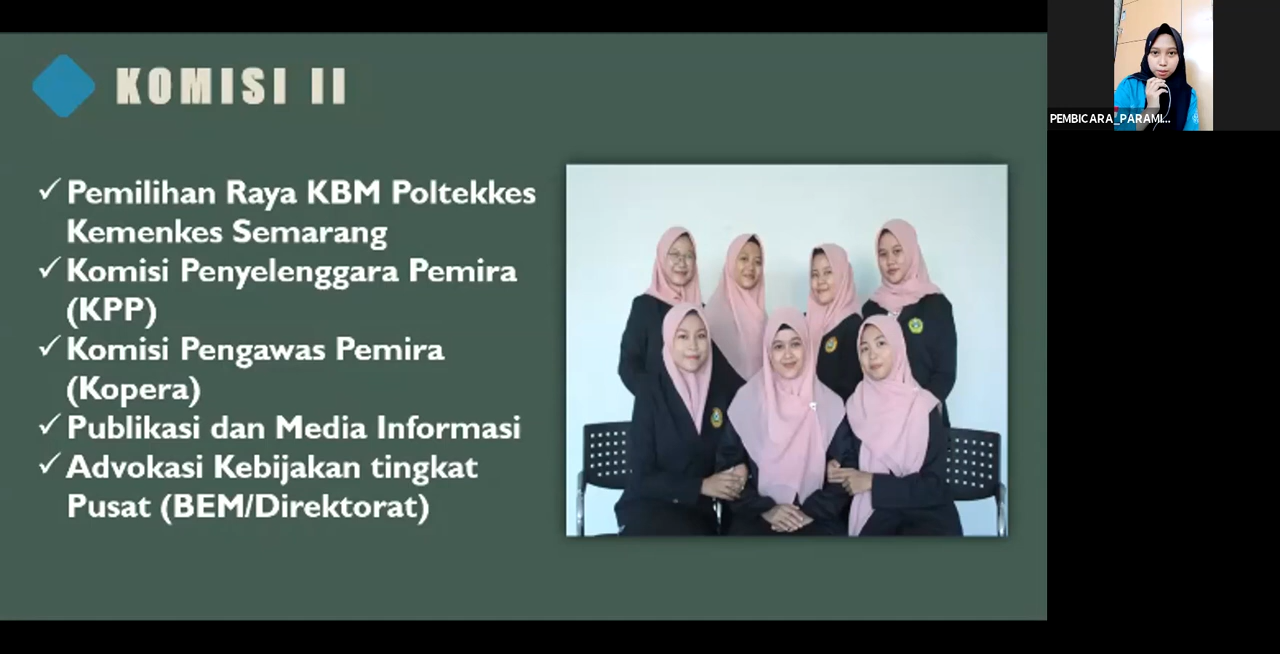 KOMISI II
✓ Pemilihan Raya KBM Poltekkes
Kemenkes Semarang
✓ Komisi Penyelenggara Pemira
(KPP)
✓ Komisi Pengawas Pemira
(Kopera)
✓ Publikasi dan Media Informasi
✓ Advokasi Kebijakan tingkat
Pusat (BEM/Direktorat)
PEMBICARA_PARAMI...